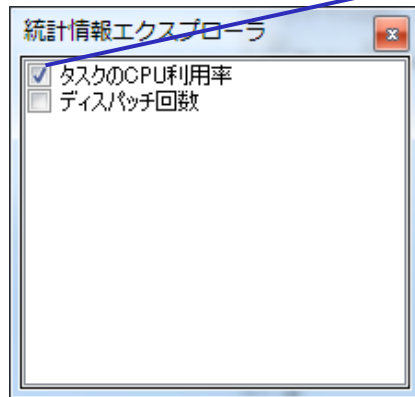 統計情報エクスプローラ
タスクのCPU利用率
ディスパッチ回数